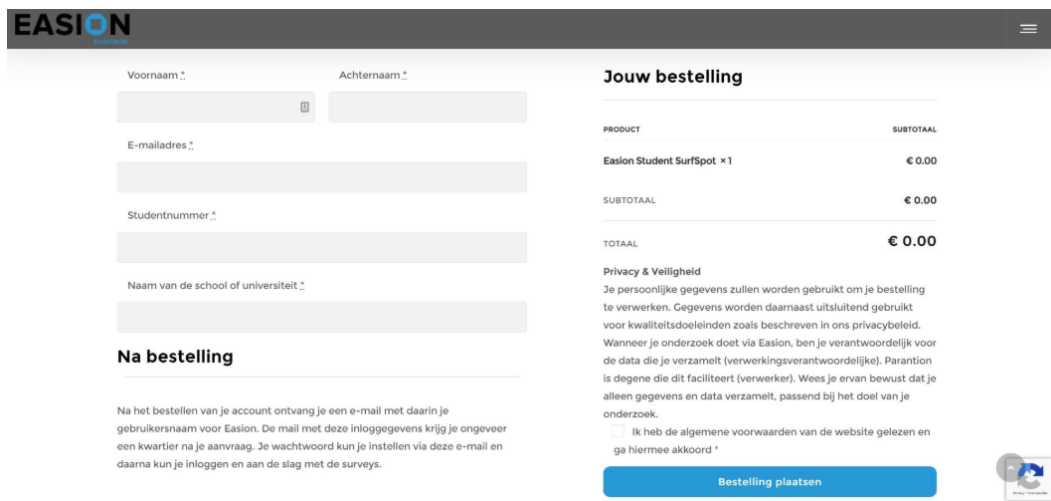 EASION
Voornaam *
Achternaam *
E-mailadres *
Studentnummer *
Naam van de school of universiteit *
Na bestelling
Na het bestellen van je account ontvang je een e-mail met daarin je
gebruikersnaam voor Easion. De mail met deze inloggegevens krijg je ongeveer
een kwartier na je aanvraag. Je wachtwoord kun je instellen via deze e-mail en
daarna kun je inloggen en aan de slag met de surveys.
Jouw bestelling
PRODUCT SUBTOTAAL
Easion Student SurfSpot × 1 € 0.00
SUBTOTAAL € 0.00
TOTAAL € 0.00
Privacy & Veiligheid
Je persoonlijke gegevens zullen worden gebruikt om je bestelling
te verwerken. Gegevens worden daarnaast uitsluitend gebruikt
voor kwaliteitsdoeleinden zoals beschreven in ons privacybeleid.
Wanneer je onderzoek doet via Easion, ben je verantwoordelijk voor
de data die je verzamelt (verwerkingsverantwoordelijke). Parantion
is degene die dit faciliteert (verwerker). Wees je ervan bewust dat je
alleen gegevens en data verzamelt, passend bij het doel van je
onderzoek.
Ik heb de algemene voorwaarden van de website gelezen en
ga hiermee akkoord *
Bestelling plaatsen